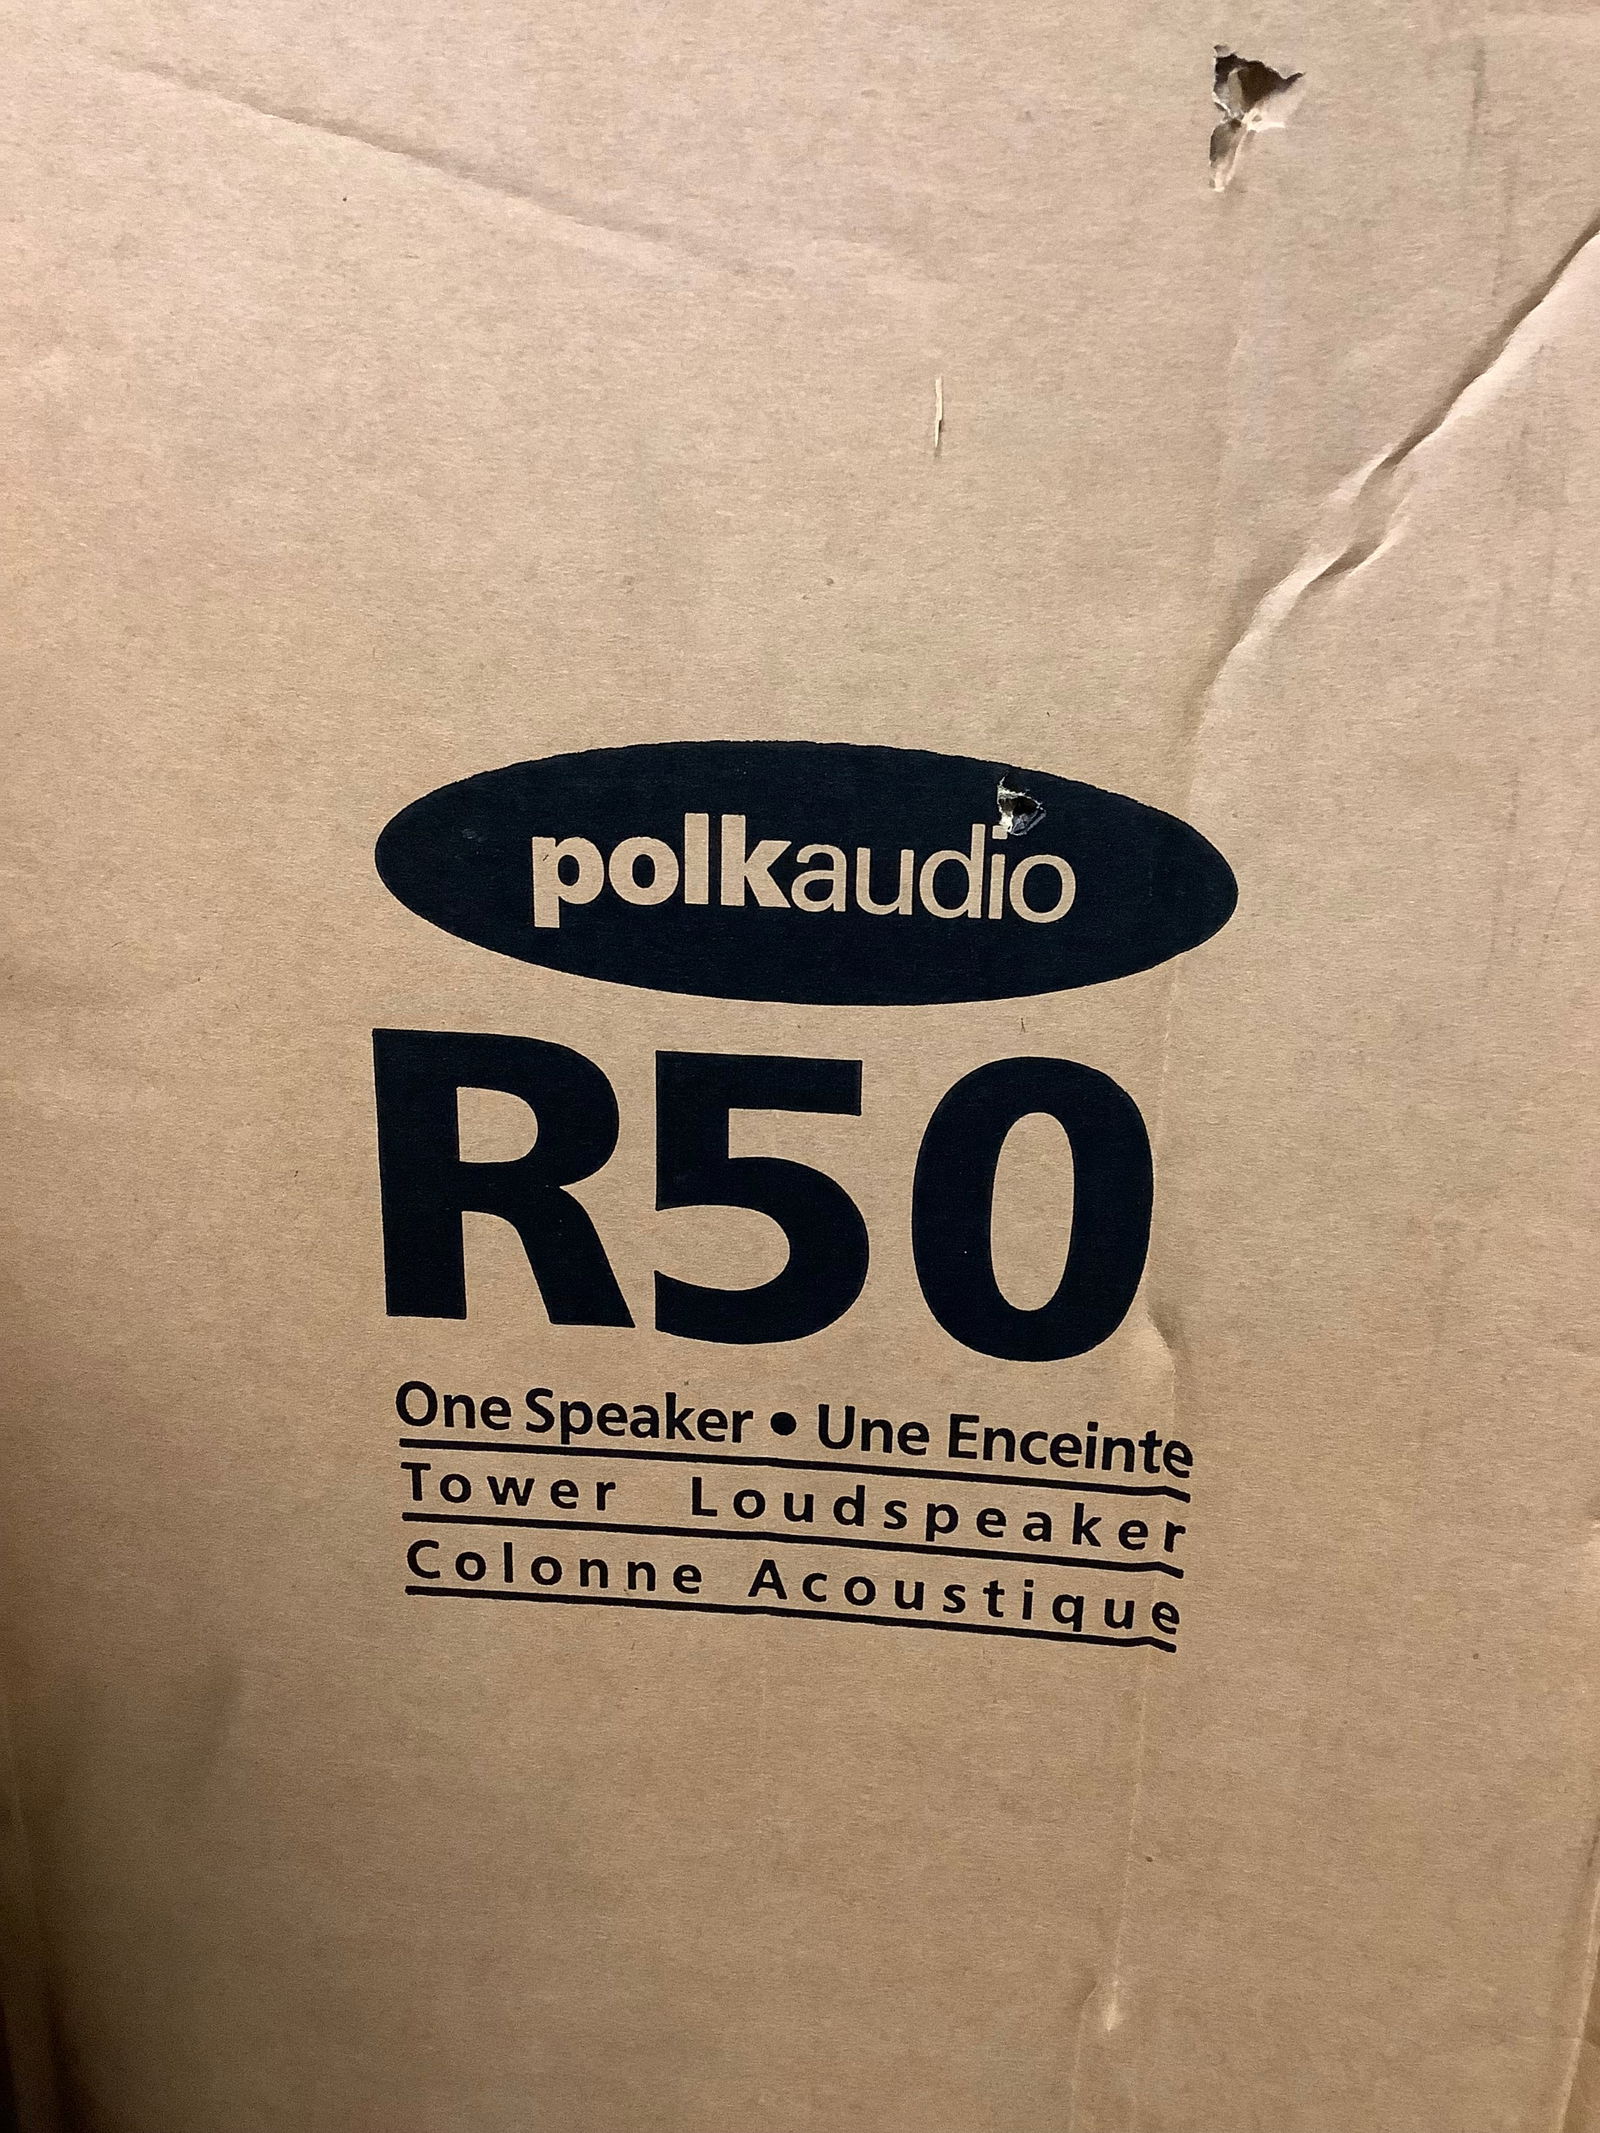 polkaudio
R50
One Speaker • Une Enceinte
Tower Loudspeaker
Colonne Acoustique